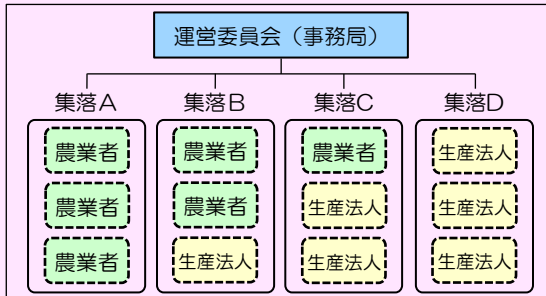 運営委員会（事務局）
集落A 集落B 集落C 集落D
農業者 農業者 農業者 生産法人
農業者 農業者 生産法人 生産法人
農業者 生産法人 生産法人 生産法人